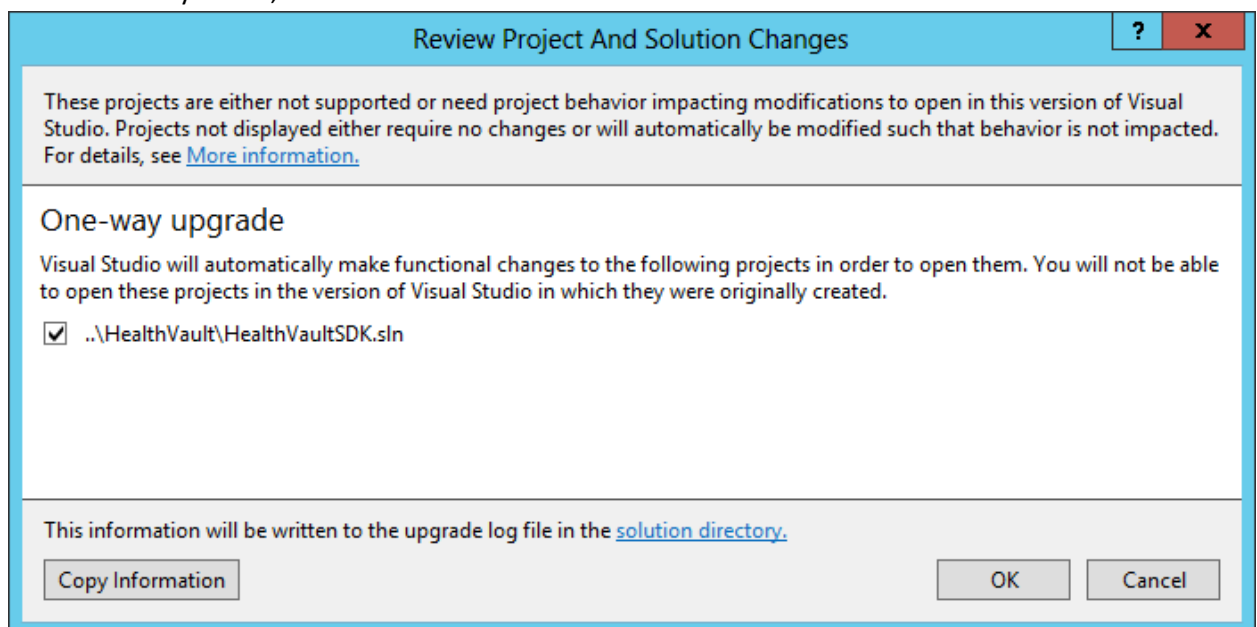 Review Project And Solution Changes
? x
These projects are either not supported or need project behavior impacting modifications to open in this version of Visual
Studio. Projects not displayed either require no changes or will automatically be modified such that behavior is not impacted.
For details, see More information.
One-way upgrade
Visual Studio will automatically make functional changes to the following projects in order to open them. You will not be able
to open these projects in the version of Visual Studio in which they were originally created.
..\HealthVault\HealthVaultSDK.sln
This information will be written to the upgrade log file in the solution directory.
Copy Information OK Cancel